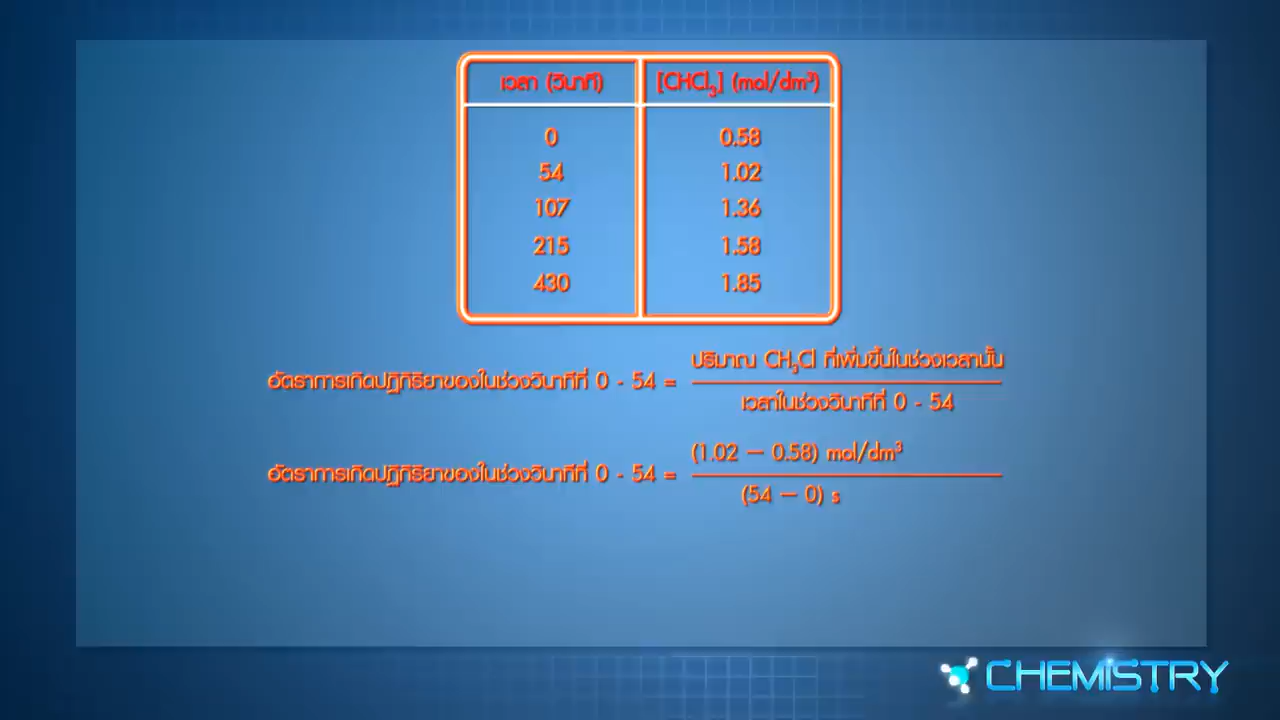 เวลา (วินาที) [CHCl₃] (mol/dm³)
0 0.58
54 1.02
107 1.36
215 1.58
430 1.85
อัตราการเกิดปฏิกิริยาของในช่วงวินาทีที่ 0 - 54 =
ปริมาณ CH₃Cl ที่เพิ่มขึ้นในช่วงเวลานั้น
เวลาในช่วงวินาทีที่ 0 - 54
อัตราการเกิดปฏิกิริยาของในช่วงวินาทีที่ 0 - 54 =
(1.02 – 0.58) mol/dm³
(54 – 0) s
CHEMISTRY